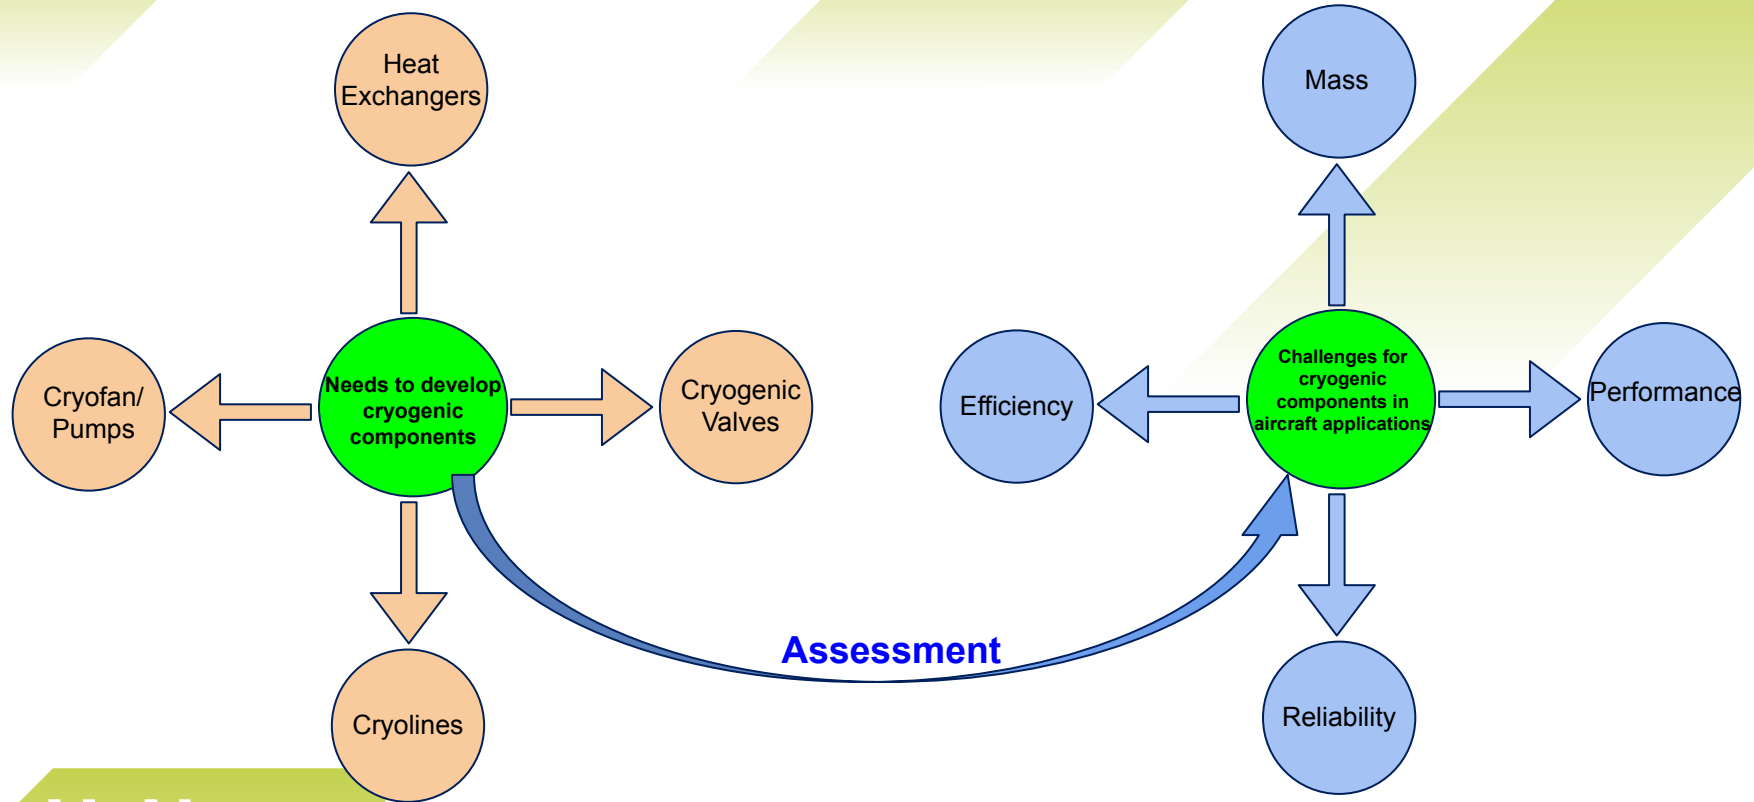 Heat
Exchangers
Cryofan/
Pumps
Needs to develop
cryogenic
components
Cryogenic
Valves
Cryolines
Assessment
Mass
Efficiency
Challenges for
cryogenic
components in
aircraft applications
Performance
Reliability